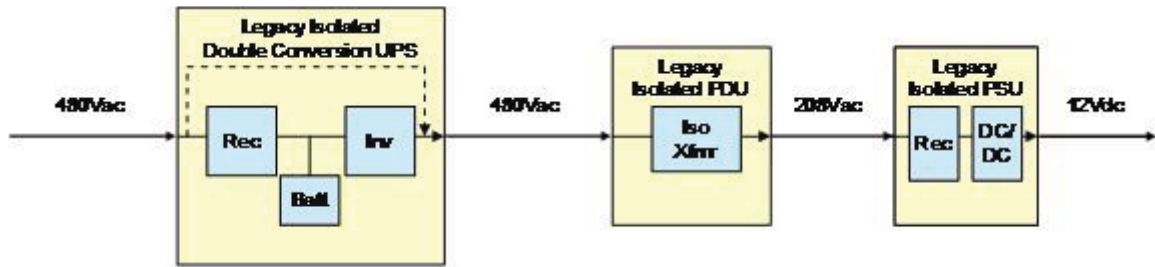 Legacy Isolated
Double Conversion UPS
480Vac
Rec
Inv
Batt
480Vac
Legacy
Isolated PDU
Iso
Xfmr
208Vac
Legacy
Isolated PSU
Rec
DC/
DC
12Vdc